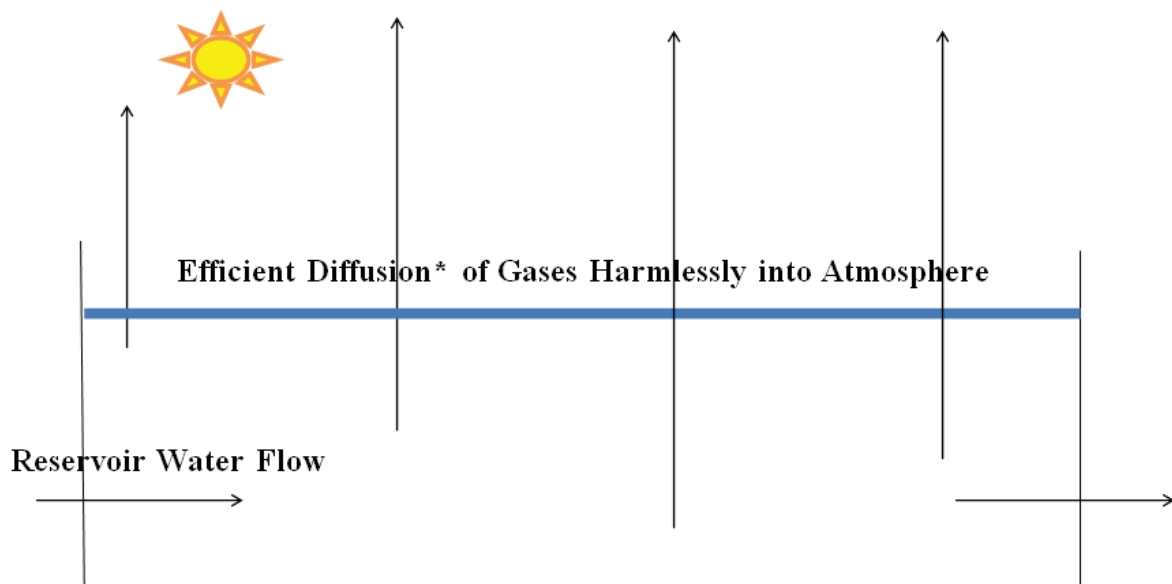 Efficient Diffusion* of Gases Harmlessly into Atmosphere
Reservoir Water Flow